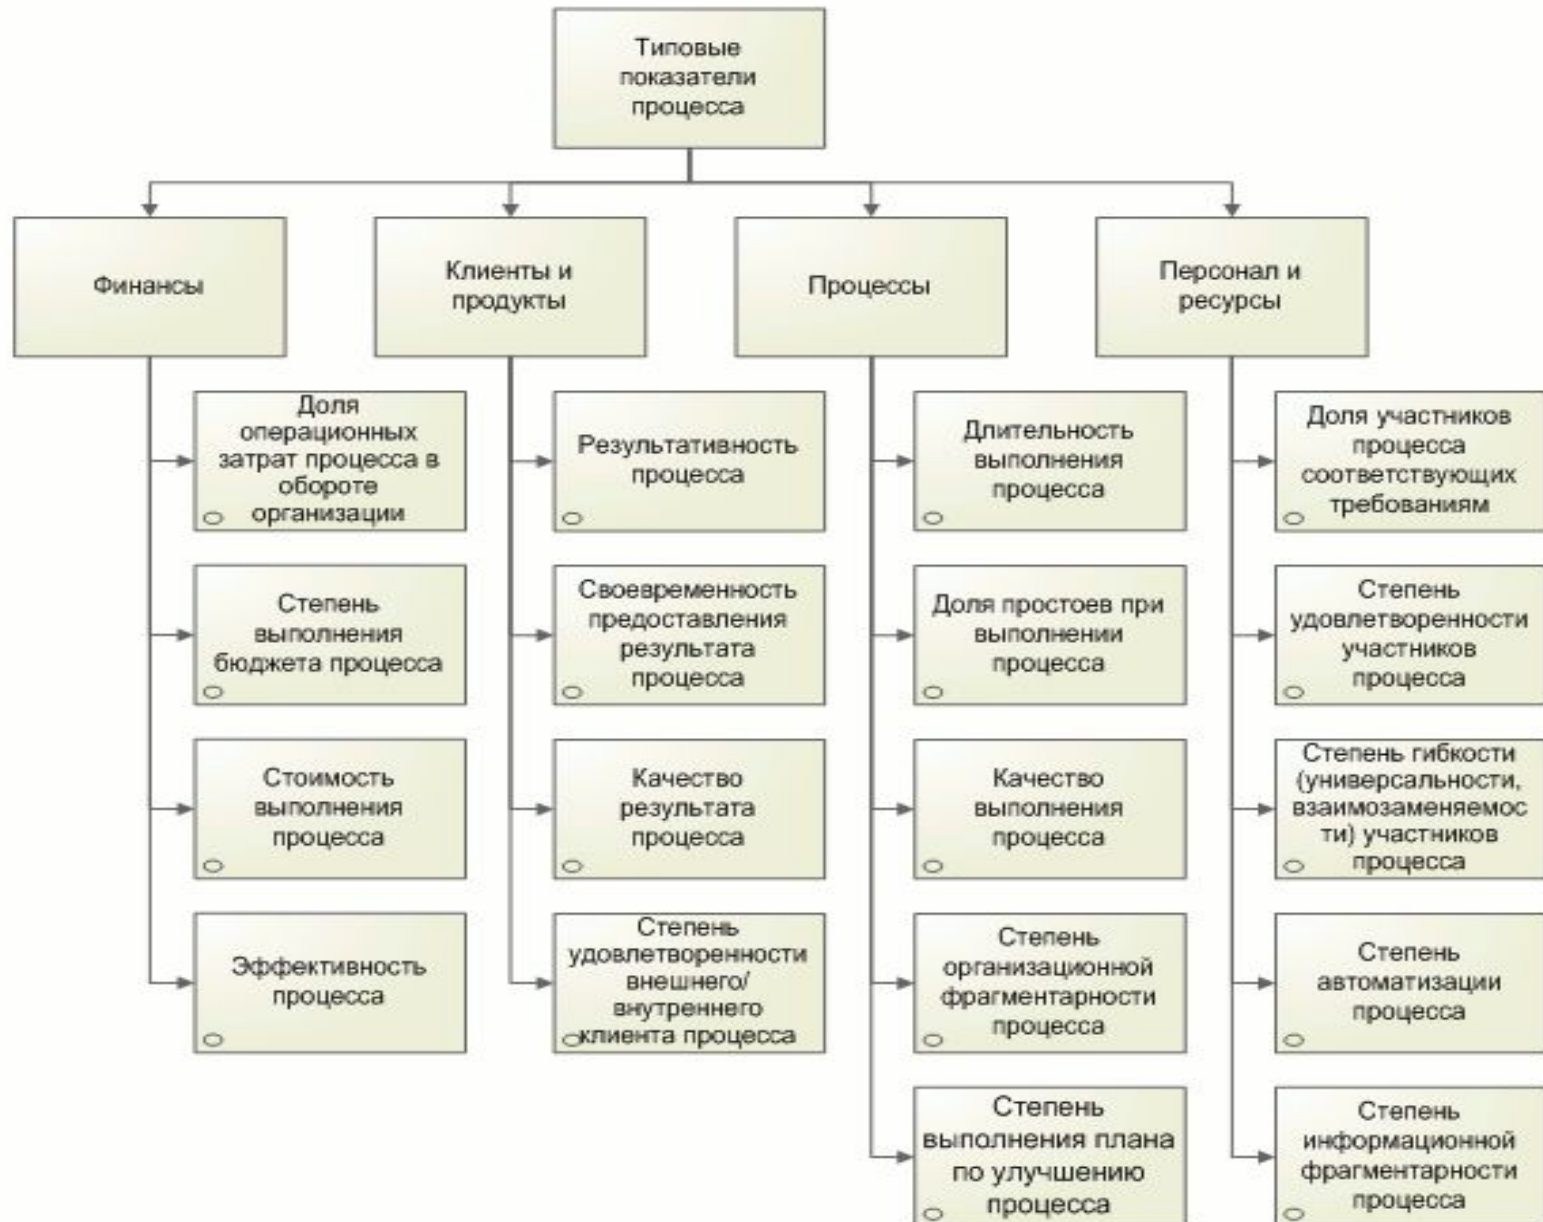 Типовые
показатели
процесса
Финансы
Клиенты и
продукты
Процессы
Персонал и
ресурсы
Доля
операционных
затрат процесса в
обороте
организации
Степень
выполнения
бюджета процесса
Стоимость
выполнения
процесса
Эффективность
процесса
Результативность
процесса
Своевременность
предоставления
результата
процесса
Качество
результата
процесса
Степень
удовлетворенности
внешнего/
внутреннего
клиента процесса
Длительность
выполнения
процесса
Доля простоев при
выполнении
процесса
Качество
выполнения
процесса
Степень
организационной
фрагментарности
процесса
Степень
выполнения плана
по улучшению
процесса
Доля участников
процесса
соответствующих
требованиям
Степень
удовлетворенности
участников
процесса
Степень гибкости
(универсальности,
взаимозаменяемос
ти) участников
процесса
Степень
автоматизации
процесса
Степень
информационной
фрагментарности
процесса